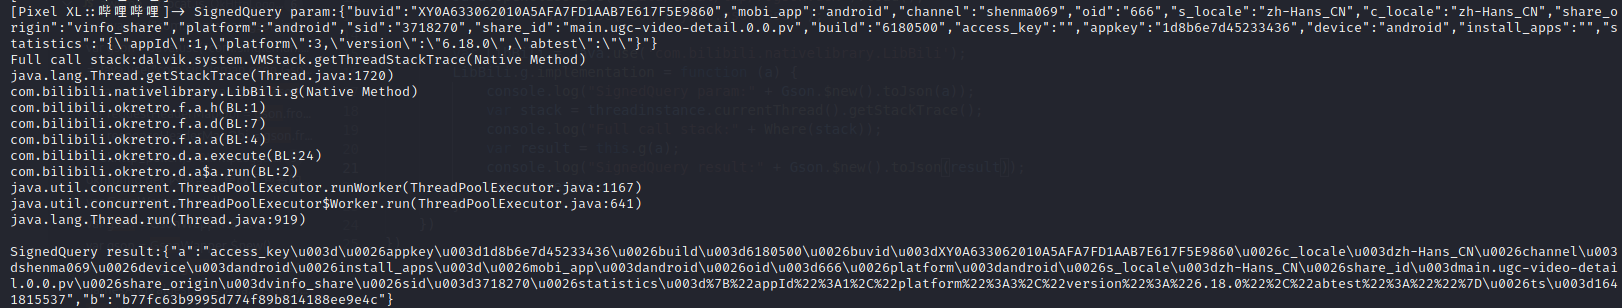 [Pixel XL::哔哩哔哩]-> SignedQuery param:{"buvid":"XY0A633062010A5AFA7FD1AAB7E617F5E9860","mobi_app":"android","channel":"shenma069","oid":"666","s_locale":"zh-Hans_CN","c_locale":"zh-Hans_CN","share_o
rigin":"vinfo_share","platform":"android","sid":"3718270","share_id":"main.ugc-video-detail.0.0.pv","build":"6180500","access_key":"","appkey":"1d8b6e7d45233436","device":"android","install_apps":"","s
tatistics":"{\"appId\":1,\"platform\":3,\"version\":\"6.18.0\",\"abtest\":\"\"}"}
Full call stack:dalvik.system.VMStack.getThreadStackTrace(Native Method)
java.lang.Thread.getStackTrace(Thread.java:1720)
com.bilibili.nativelibrary.LibBili.g(Native Method)
com.bilibili.okretro.f.a.h(BL:1)
com.bilibili.okretro.f.a.d(BL:7)
com.bilibili.okretro.f.a.a(BL:4)
com.bilibili.okretro.d.a.execute(BL:24)
com.bilibili.okretro.d.a$a.run(BL:2)
java.util.concurrent.ThreadPoolExecutor.runWorker(ThreadPoolExecutor.java:1167)
java.util.concurrent.ThreadPoolExecutor$Worker.run(ThreadPoolExecutor.java:641)
java.lang.Thread.run(Thread.java:919)
SignedQuery result:{"a":"access_key\u003d\u0026appkey\u003d1d8b6e7d45233436\u0026build\u003d6180500\u0026buvid\u003dXY0A633062010A5AFA7FD1AAB7E617F5E9860\u0026c_locale\u003dzh-Hans_CN\u0026channel\u003
dshenma069\u0026device\u003dandroid\u0026install_apps\u003d\u0026mobi_app\u003dandroid\u0026oid\u003d666\u0026platform\u003dandroid\u0026s_locale\u003dzh-Hans_CN\u0026share_id\u003dmain.ugc-video-detai
l.0.0.pv\u0026share_origin\u003dvinfo_share\u0026sid\u003d3718270\u0026statistics\u003d%7B%22appId%22%3A1%2C%22platform%22%3A3%2C%22version%22%3A%226.18.0%22%2C%22abtest%22%3A%22%22%7D\u0026ts\u003d164
1815537","b":"b77fc63b9995d774f89b814188ee9e4c"}